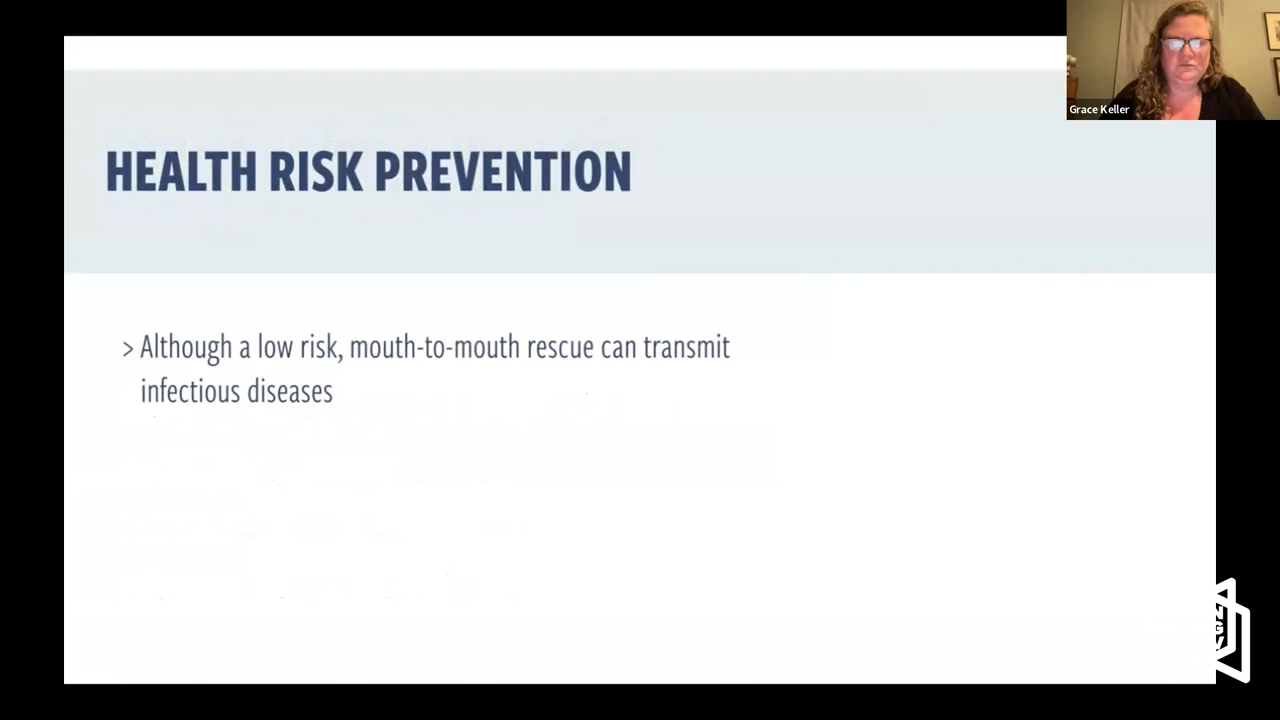 Grace Keller
HEALTH RISK PREVENTION
> Although a low risk, mouth-to-mouth rescue can transmit
infectious diseases